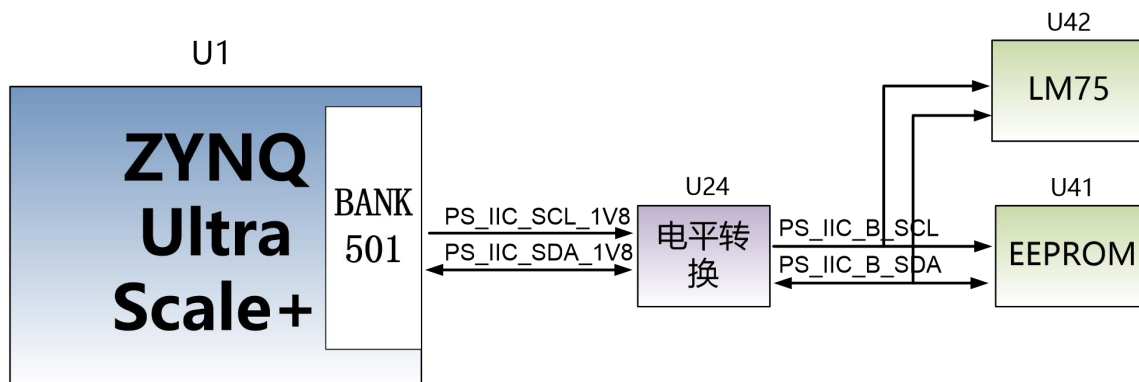 U1
ZYNQ
Ultra
Scale+
BANK
501
PS_IIC_SCL_1V8
PS_IIC_SDA_1V8
U24
电平转
换
PS_IIC_B_SCL
PS_IIC_B_SDA
U42
LM75
U41
EEPROM